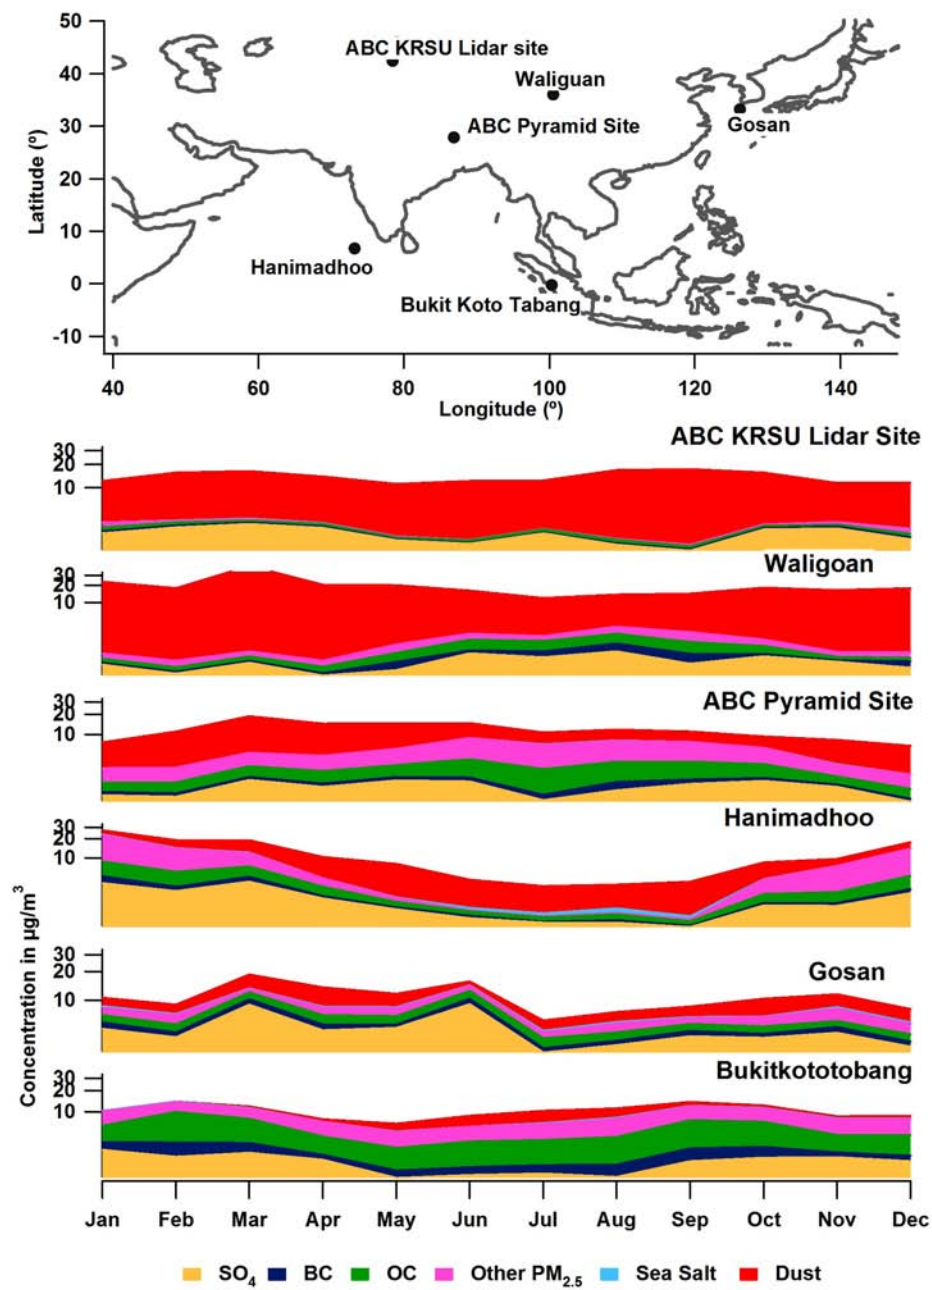 50
40
30
20
10
0
-10
Latitude (º)
ABC KRSU Lidar site
Waliguan
ABC Pyramid Site
Gosan
Hanimadhoo
Bukit Koto Tabang
40 60 80 100 120 140
Longitude (º)
ABC KRSU Lidar Site
30
20
10
Waligoan
30
20
10
ABC Pyramid Site
30
20
10
Hanimadhoo
30
20
10
Gosan
30
20
10
Bukitkototobang
30
20
10
Concentration in µg/m³
Jan Feb Mar Apr May Jun Jul Aug Sep Oct Nov Dec
SO₄ BC OC Other PM₂.₅ Sea Salt Dust